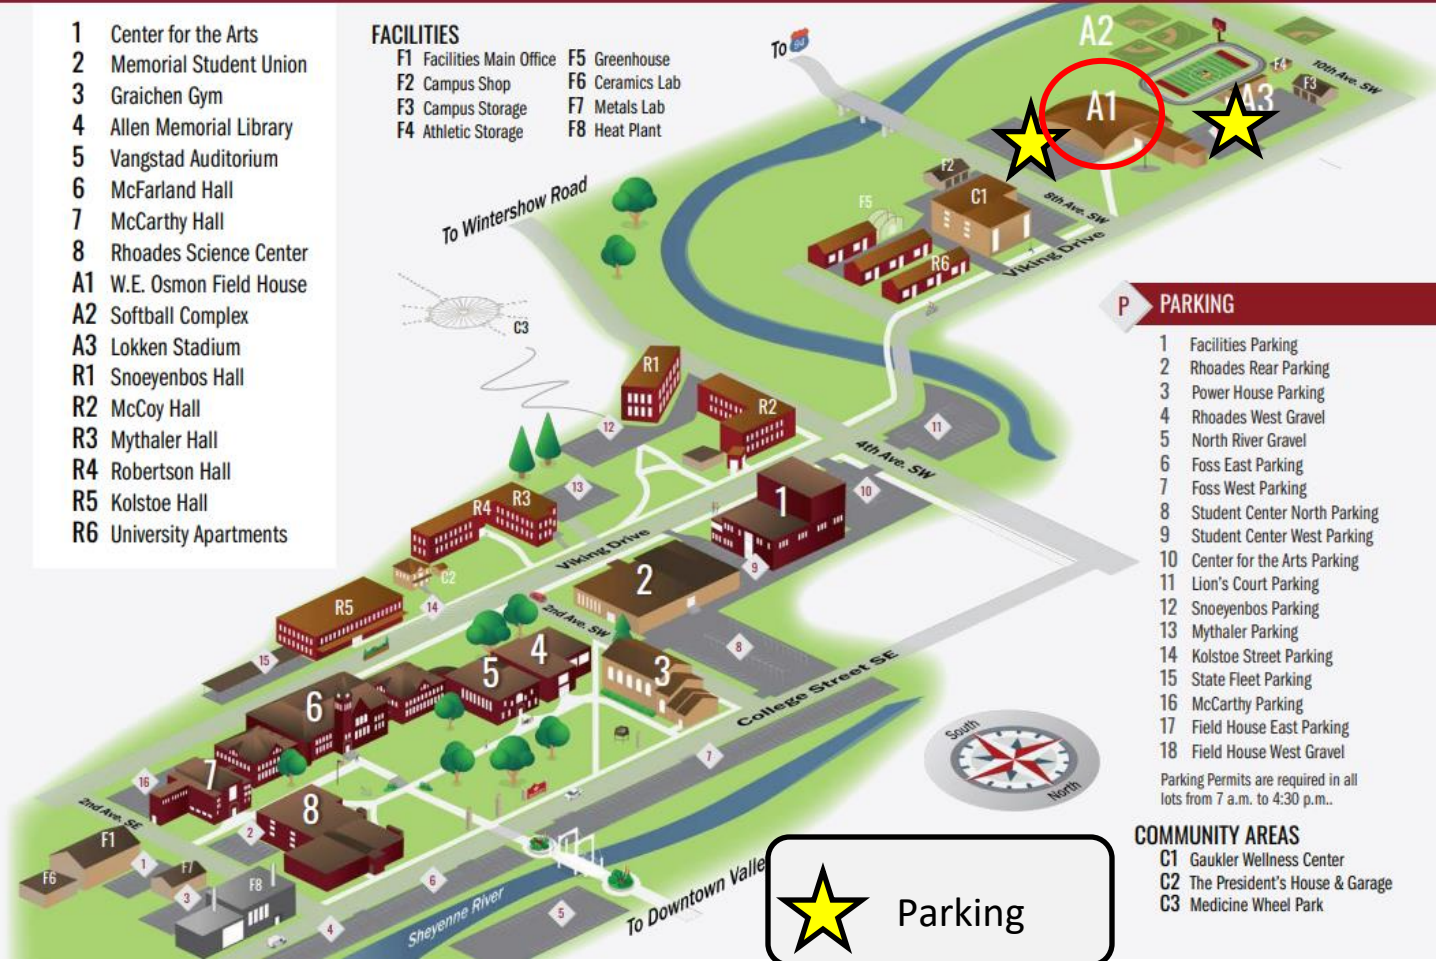 1 Center for the Arts
2 Memorial Student Union
3 Graichen Gym
4 Allen Memorial Library
5 Vangstad Auditorium
6 McFarland Hall
7 McCarthy Hall
8 Rhoades Science Center
A1 W.E. Osmon Field House
A2 Softball Complex
A3 Lokken Stadium
R1 Snoeyenbos Hall
R2 McCoy Hall
R3 Mythaler Hall
R4 Robertson Hall
R5 Kolstoe Hall
R6 University Apartments
FACILITIES
F1 Facilities Main Office
F2 Campus Shop
F3 Campus Storage
F4 Athletic Storage
F5 Greenhouse
F6 Ceramics Lab
F7 Metals Lab
F8 Heat Plant
To 94
A2
A1
A3
F4
F3
10th Ave. SW
F2
C1
8th Ave. SW
F5
R6
Viking Drive
To Wintershow Road
C3
R1
R2
12
11
4th Ave. SW
13
R3
R4
1
10
Viking Drive
9
2
C2
14
R5
2nd Ave. SW
8
15
4
5
3
6
College Street SE
7
16
7
2nd Ave. SE
8
2
F1
1
F7
F6
3
F8
6
4
Sheyenne River
5
To Downtown Valle
South
North
P PARKING
1 Facilities Parking
2 Rhoades Rear Parking
3 Power House Parking
4 Rhoades West Gravel
5 North River Gravel
6 Foss East Parking
7 Foss West Parking
8 Student Center North Parking
9 Student Center West Parking
10 Center for the Arts Parking
11 Lion's Court Parking
12 Snoeyenbos Parking
13 Mythaler Parking
14 Kolstoe Street Parking
15 State Fleet Parking
16 McCarthy Parking
17 Field House East Parking
18 Field House West Gravel
Parking Permits are required in all
lots from 7 a.m. to 4:30 p.m..
COMMUNITY AREAS
C1 Gaukler Wellness Center
C2 The President's House & Garage
C3 Medicine Wheel Park
Parking